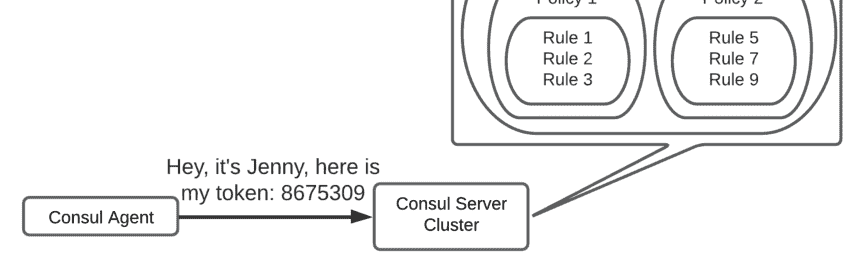 Policy 1
Policy 2
Rule 1
Rule 2
Rule 3
Rule 5
Rule 7
Rule 9
Hey, it's Jenny, here is
my token: 8675309
Consul Agent
Consul Server
Cluster